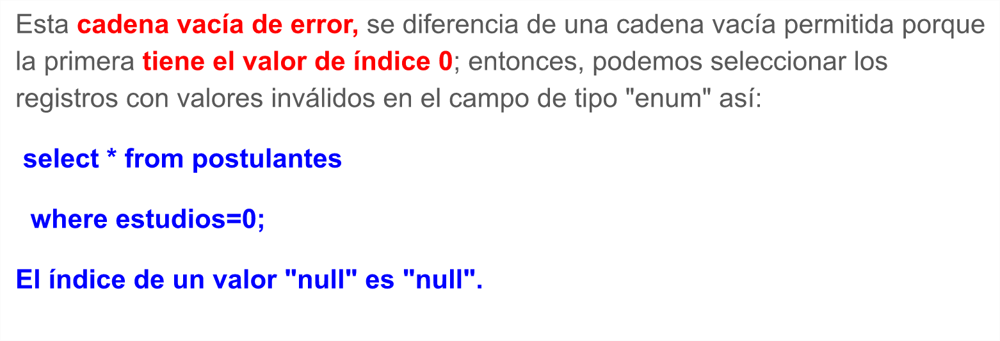 Esta cadena vacía de error, se diferencia de una cadena vacía permitida porque
la primera tiene el valor de índice 0; entonces, podemos seleccionar los
registros con valores inválidos en el campo de tipo "enum" así:
select * from postulantes
where estudios=0;
El índice de un valor "null" es "null".